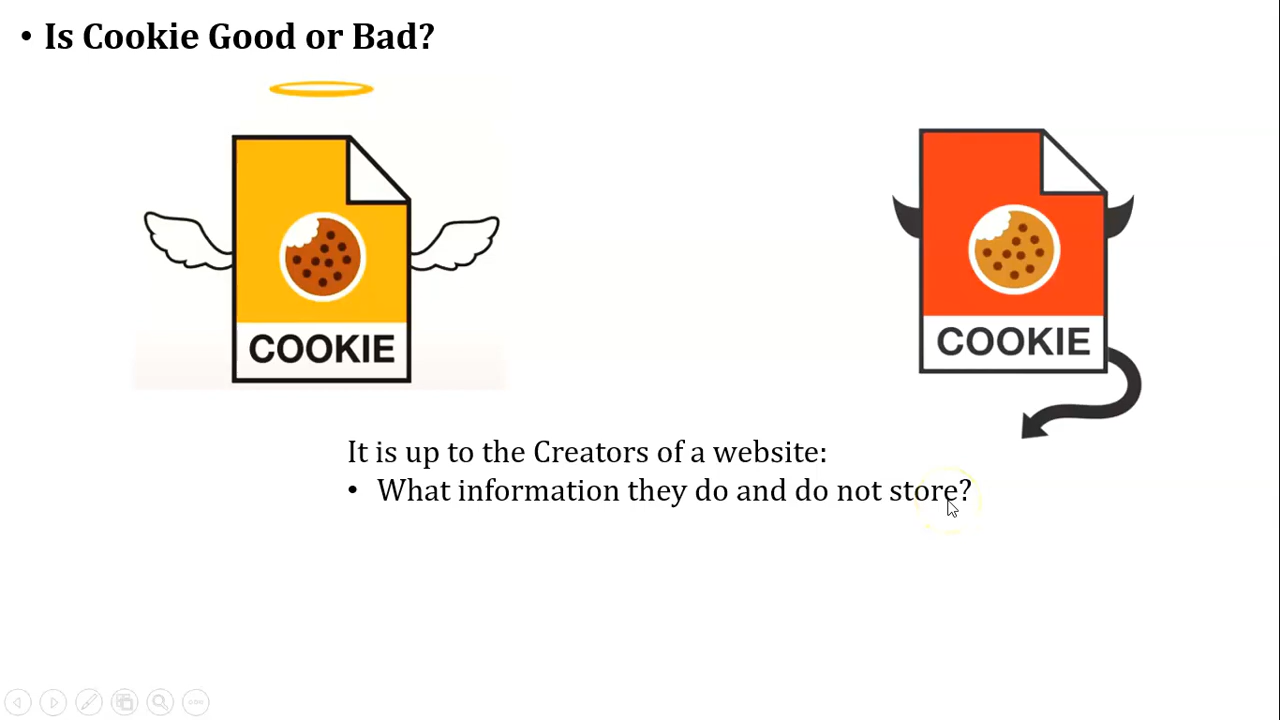 • Is Cookie Good or Bad?
COOKIE
COOKIE
It is up to the Creators of a website:
• What information they do and do not store?